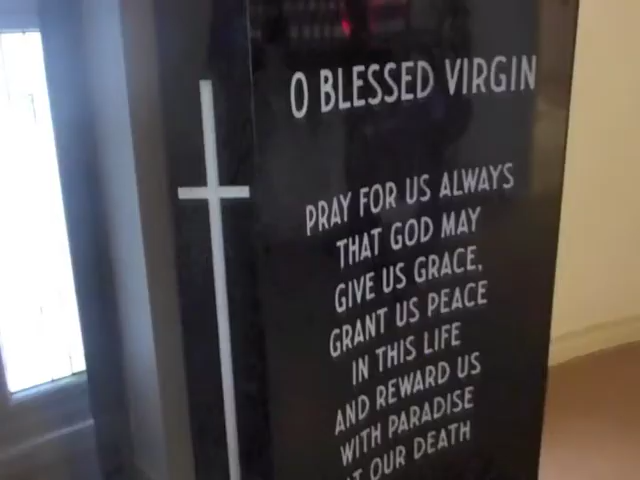 O BLESSED VIRGIN
PRAY FOR US ALWAYS
THAT GOD MAY
GIVE US GRACE,
GRANT US PEACE
IN THIS LIFE
AND REWARD US
WITH PARADISE
AT OUR DEATH